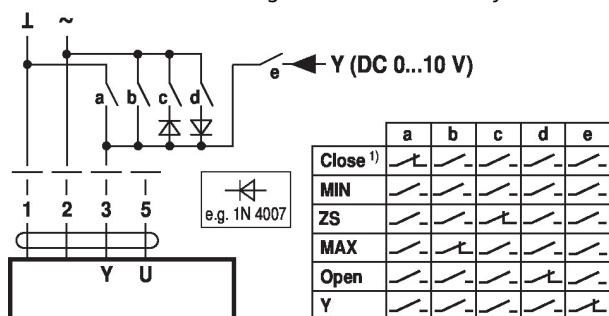 ⊥ ~
a b c d e Y (DC 0...10 V)
1 2 3 5
Y U
e.g. 1N 4007
a b c d e
Close 1)
MIN
ZS
MAX
Open
Y